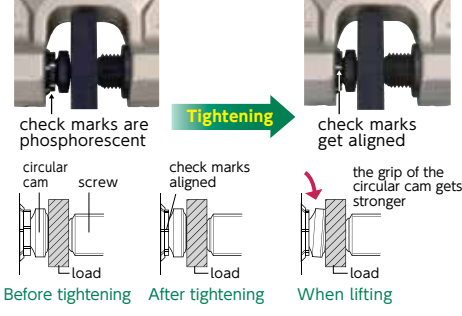 Tightening
check marks are
phosphorescent
check marks
get aligned
circular
cam
screw
load
Before tightening
check marks
aligned
load
After tightening
the grip of the
circular cam gets
stronger
load
When lifting